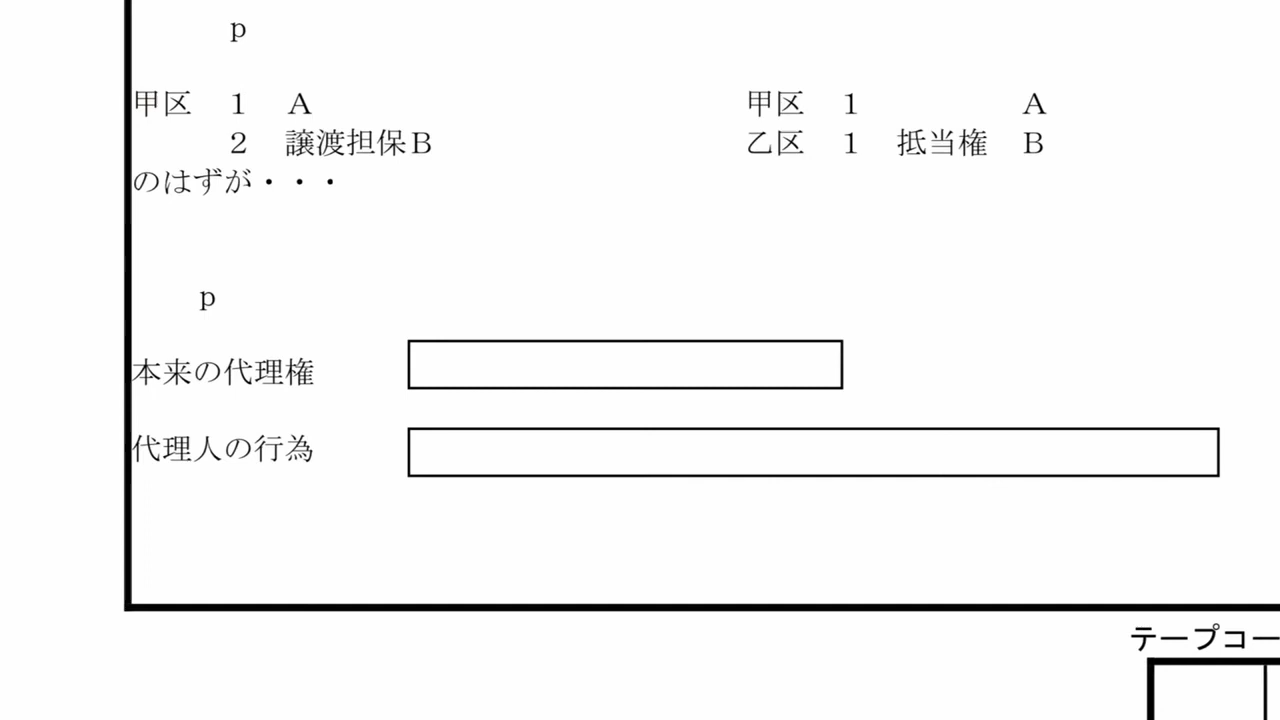 ｐ
甲区　１　Ａ　　　　　　　　　　　　　　甲区　１　　　　　Ａ
２　譲渡担保Ｂ　　　　　　　　　　乙区　１　抵当権　Ｂ
のはずが・・・
ｐ
本来の代理権
代理人の行為
テープコー